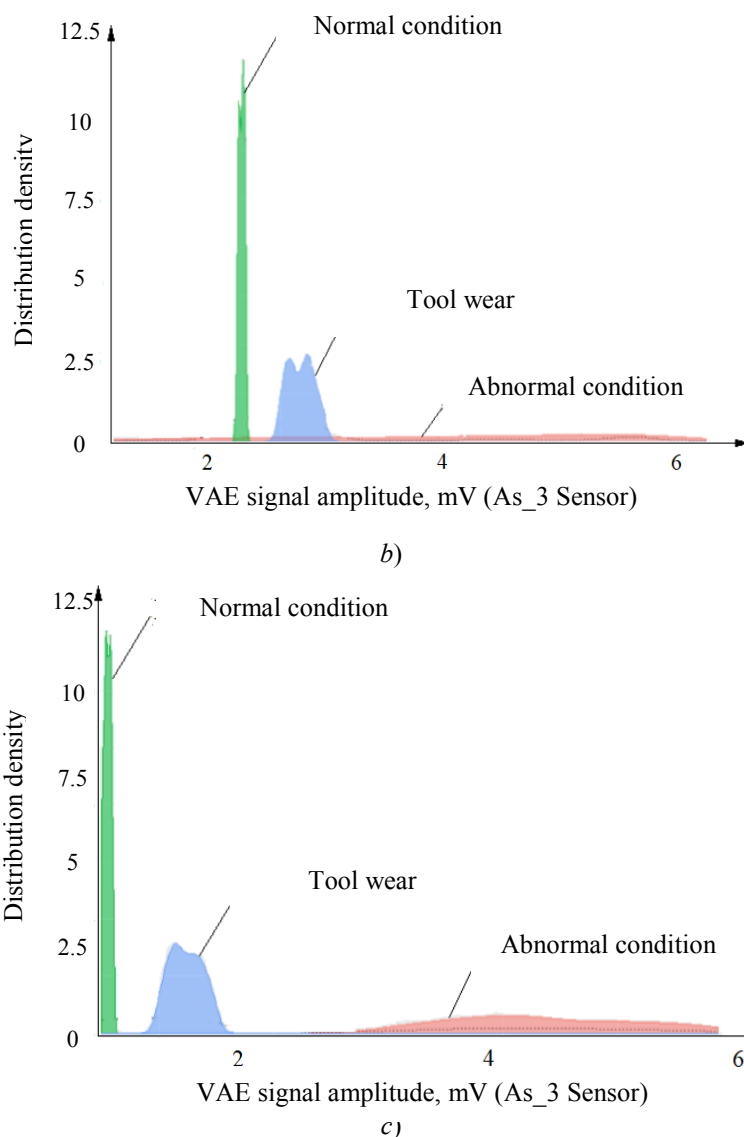 12.5
Normal condition
10
7.5
5
Tool wear
2.5
Abnormal condition
0
2
4
6
Distribution density
VAE signal amplitude, mV (As_3 Sensor)
b)
12.5
Normal condition
10
7.5
5
Tool wear
2.5
Abnormal condition
0
2
4
6
Distribution density
VAE signal amplitude, mV (As_3 Sensor)
c)